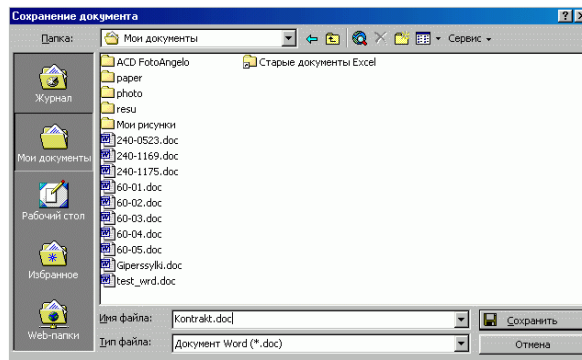 Сохранение документа
Папка: Мои документы Сервис
Журнал
Мои документы
Рабочий стол
Избранное
Web-папки
ACD FotoAngelo
paper
photo
resu
Мои рисунки
240-0523.doc
240-1169.doc
240-1175.doc
60-01.doc
60-02.doc
60-03.doc
60-04.doc
60-05.doc
Giperssylki.doc
test_wrd.doc
Старые документы Excel
Имя файла: Kontrakt.doc Сохранить
Тип файла: Документ Word (*.doc) Отмена